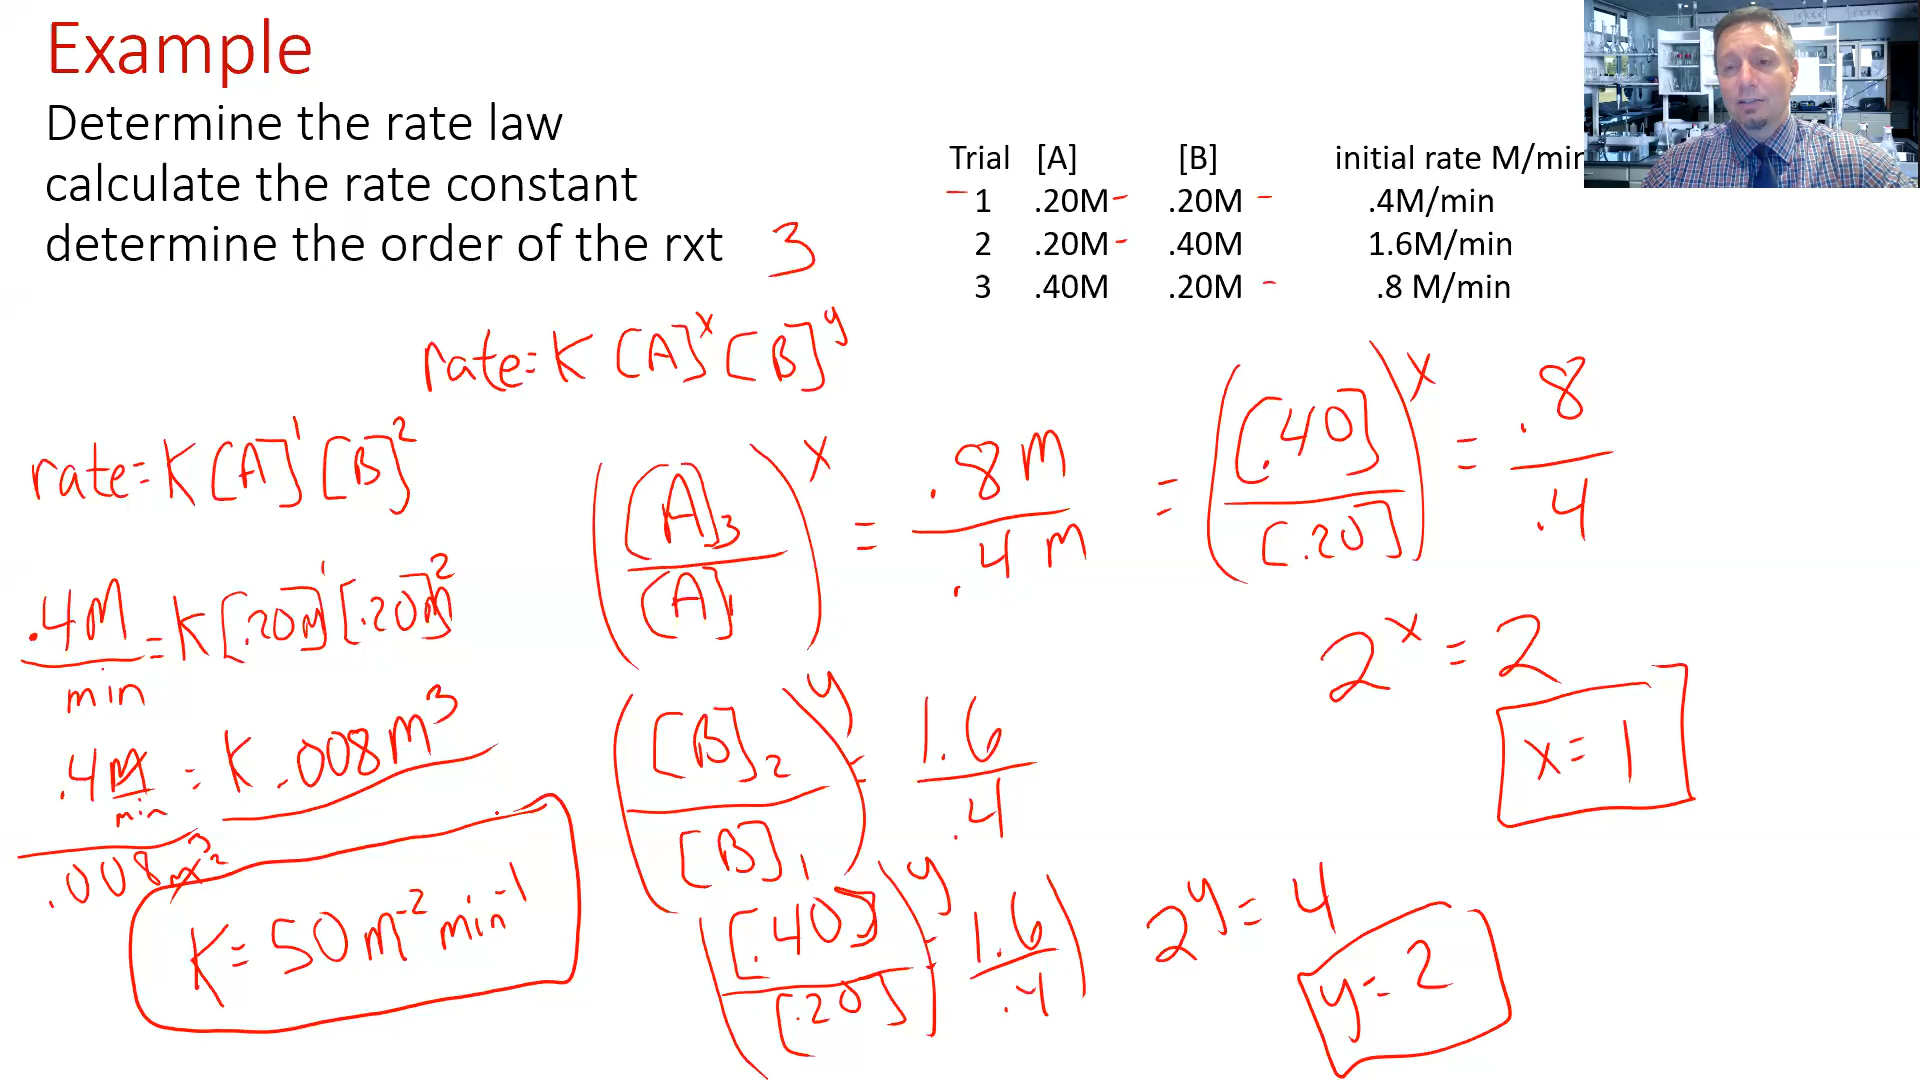 Example
Determine the rate law
calculate the rate constant
determine the order of the rxt 3
Trial [A] [B] initial rate M/min
1 .20M .20M .4M/min
2 .20M .40M 1.6M/min
3 .40M .20M .8 M/min
rate = K [A]^x [B]^y
rate = K [A]^1 [B]^2
.4M/min = K [.20M]^1 [.20M]^2
.4 M/min = K .008 M^3
.4 M/min / .008 M^3 2
K = 50 M^-2 min^-1
([A]3/[A]1)^x = .8 M/.4 M = ([.40]/[.20])^x = .8/.4
2^x = 2
x = 1
([B]2/[B]1)^y = 1.6/.4
([.40]/[.20])^y = 1.6/.4
2^y = 4
y = 2